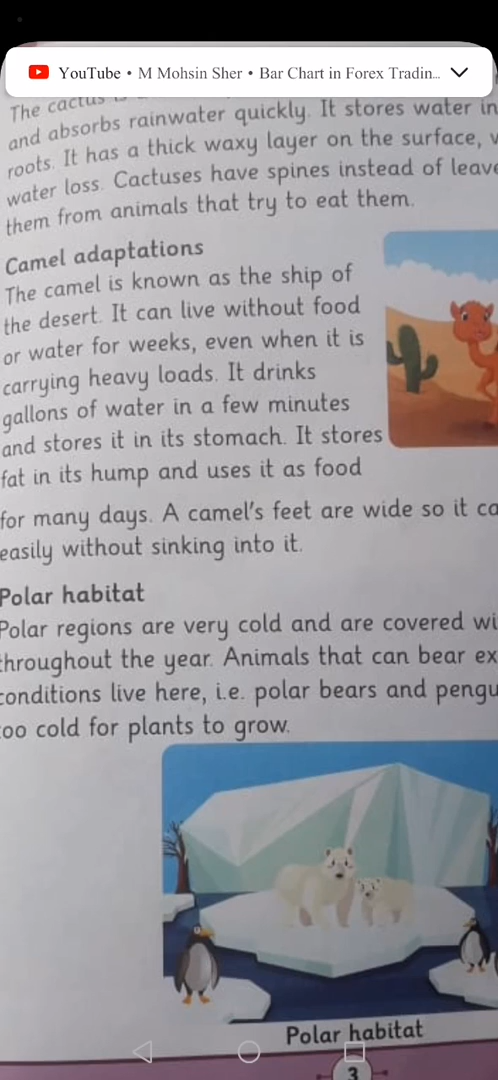 YouTube • M Mohsin Sher • Bar Chart in Forex Tradin...
The cactus
and absorbs rainwater quickly. It stores water in
roots. It has a thick waxy layer on the surface,
water loss. Cactuses have spines instead of leave
them from animals that try to eat them.
Camel adaptations
The camel is known as the ship of
the desert. It can live without food
or water for weeks, even when it is
carrying heavy loads. It drinks
gallons of water in a few minutes
and stores it in its stomach. It stores
fat in its hump and uses it as food
for many days. A camel's feet are wide so it ca
easily without sinking into it.
Polar habitat
Polar regions are very cold and are covered wi
throughout the year. Animals that can bear ex
conditions live here, i.e. polar bears and pengu
too cold for plants to grow.
Polar habitat
3